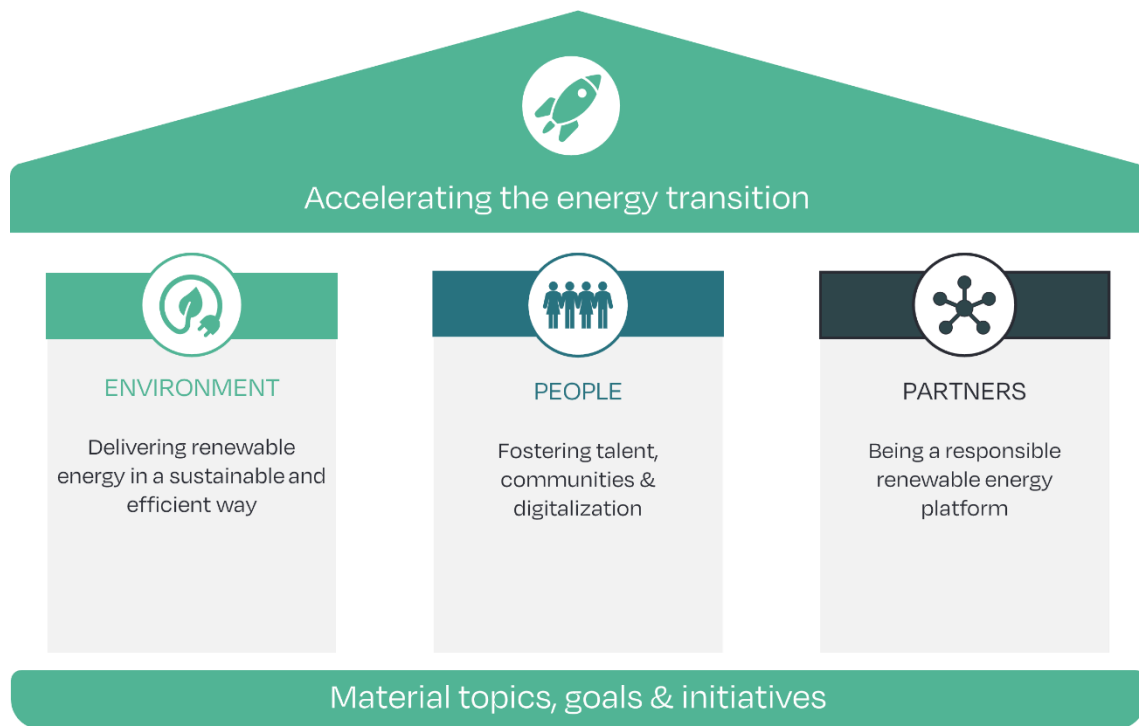 Accelerating the energy transition
ENVIRONMENT
Delivering renewable
energy in a sustainable and
efficient way
PEOPLE
Fostering talent,
communities &
digitalization
PARTNERS
Being a responsible
renewable energy
platform
Material topics, goals & initiatives